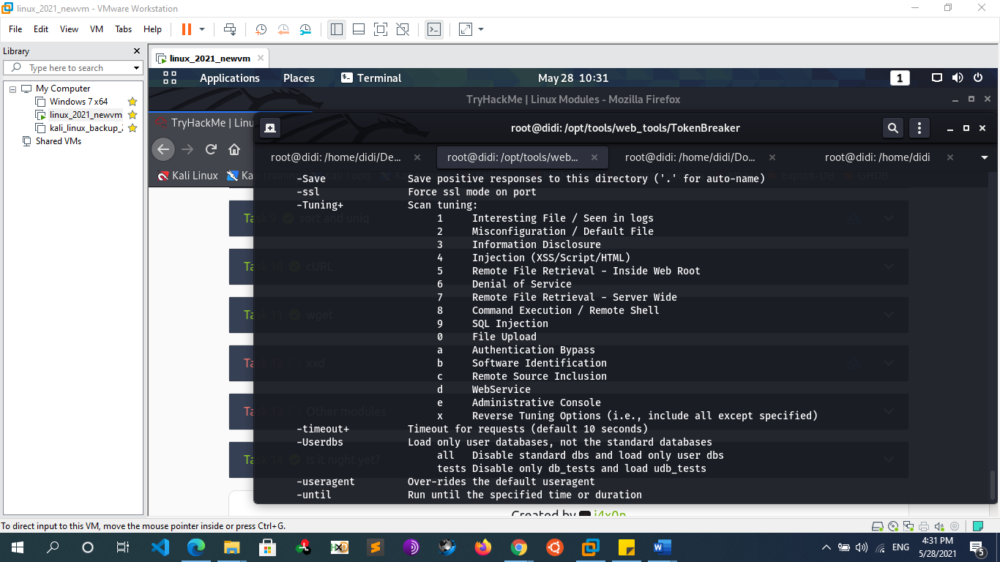 linux_2021_newvm - VMware Workstation
File Edit View VM Tabs Help
Library
Type here to search
My Computer
Windows 7 x64
linux_2021_newvm
kali_linux_backup_2
Shared VMs
linux_2021_newvm
Applications Places Terminal May 28 10:31 1
TryHackMe | Linux Modules - Mozilla Firefox
TryHackMe | Linu
root@didi: /opt/tools/web_tools/TokenBreaker
root@didi: /home/didi/De... root@didi: /opt/tools/web... root@didi: /home/didi/Do... root@didi: /home/didi
Kali Linux Kali Training Kali Tools Exploit-DB GHDB
-Save Save positive responses to this directory ('.' for auto-name)
-ssl Force ssl mode on port
-Tuning+ Scan tuning:
1 Interesting File / Seen in logs
2 Misconfiguration / Default File
3 Information Disclosure
4 Injection (XSS/Script/HTML)
5 Remote File Retrieval - Inside Web Root
6 Denial of Service
7 Remote File Retrieval - Server Wide
8 Command Execution / Remote Shell
9 SQL Injection
0 File Upload
a Authentication Bypass
b Software Identification
c Remote Source Inclusion
d WebService
e Administrative Console
x Reverse Tuning Options (i.e., include all except specified)
-timeout+ Timeout for requests (default 10 seconds)
-Userdbs Load only user databases, not the standard databases
all Disable standard dbs and load only user dbs
tests Disable only db_tests and load udb_tests
-useragent Over-rides the default useragent
-until Run until the specified time or duration
Task 9 sort and uniq
Task 10 cURL
Task 11 wget
Task 12 xxd
Task 13 Other modules
Task 14 Is it night yet?
Created by j4x0n
To direct input to this VM, move the mouse pointer inside or press Ctrl+G.
ENG
4:31 PM
5/28/2021
5